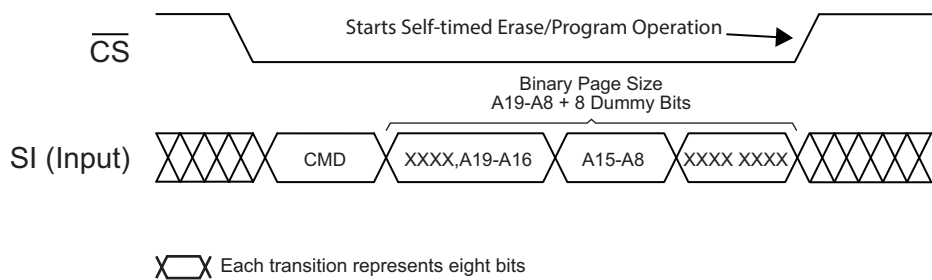 Starts Self-timed Erase/Program Operation
CS
Binary Page Size
A19-A8 + 8 Dummy Bits
SI (Input)
CMD
XXXX,A19-A16
A15-A8
XXXX XXXX
Each transition represents eight bits